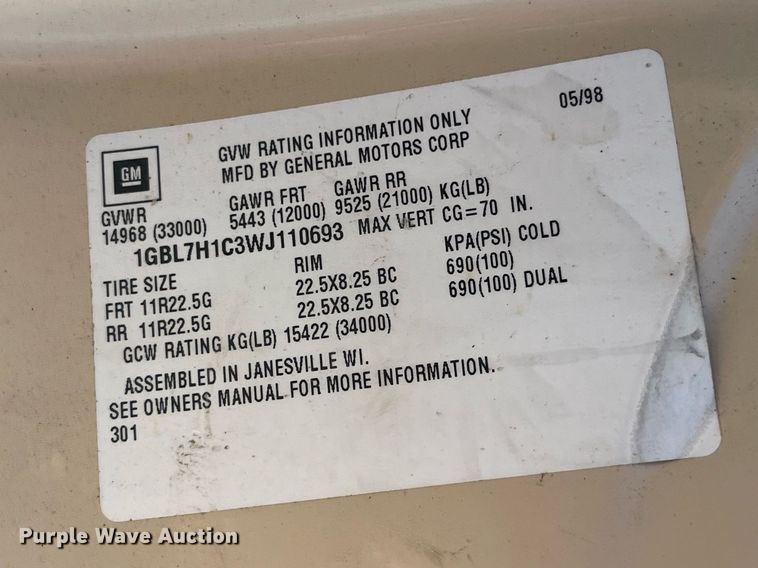 GM
GVW RATING INFORMATION ONLY 05/98
MFD BY GENERAL MOTORS CORP
GVWR GAWR FRT GAWR RR
14968 (33000) 5443 (12000) 9525 (21000) KG(LB)
1GBL7H1C3WJ110693 MAX VERT CG=70 IN.
TIRE SIZE RIM KPA(PSI) COLD
FRT 11R22.5G 22.5X8.25 BC 690(100)
RR 11R22.5G 22.5X8.25 BC 690(100) DUAL
GCW RATING KG(LB) 15422 (34000)
ASSEMBLED IN JANESVILLE WI.
SEE OWNERS MANUAL FOR MORE INFORMATION.
301
Purple Wave Auction